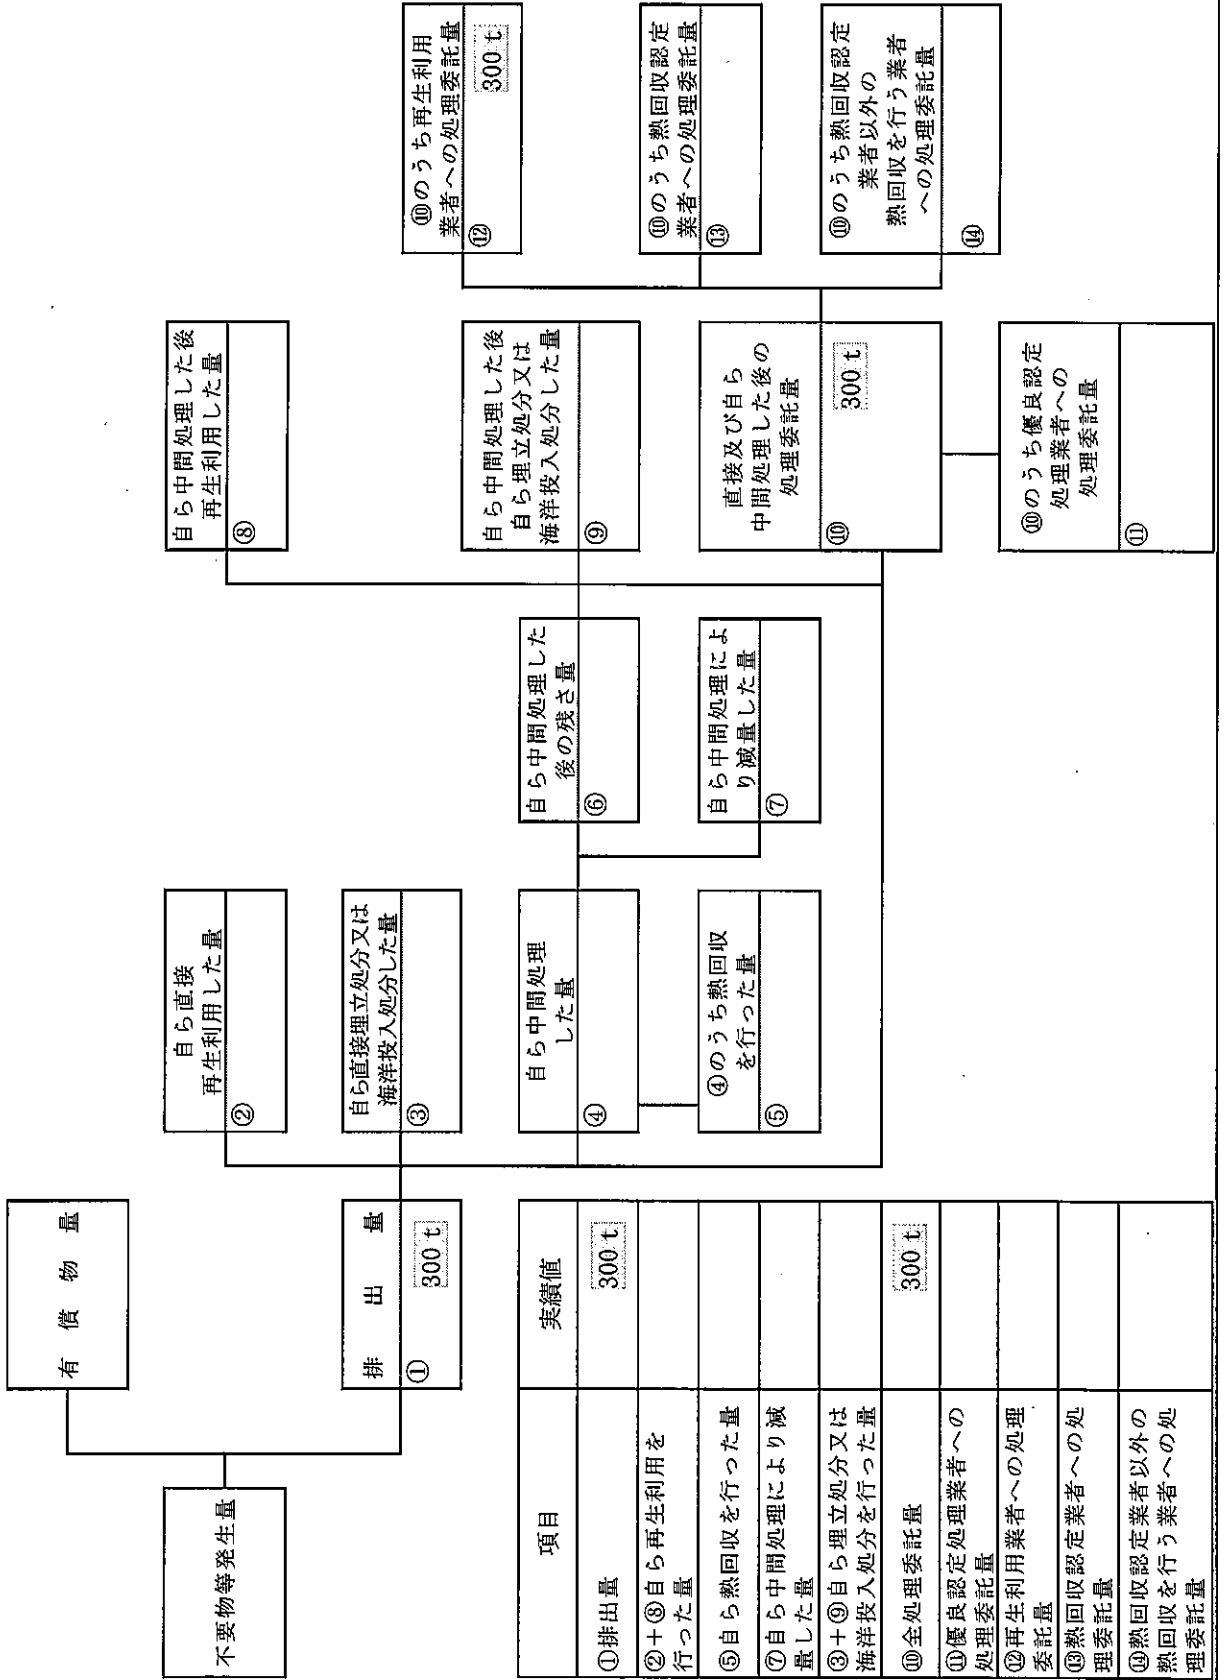 不要物等発生量
有償物量
排出量
①
300 t
自ら直接
再生利用した量
②
自ら直接埋立処分又は
海洋投入処分した量
③
自ら中間処理
した量
④
④のうち熱回収
を行った量
⑤
自ら中間処理した
後の残さ量
⑥
自ら中間処理によ
り減量した量
⑦
自ら中間処理した後
再生利用した量
⑧
自ら中間処理した後
自ら埋立処分又は
海洋投入処分した量
⑨
直接及び自ら
中間処理した後の
処理委託量
⑩
300 t
⑩のうち優良認定
処理業者への
処理委託量
⑪
⑩のうち再生利用
業者への処理委託量
⑫
300 t
⑩のうち熱回収認定
業者への処理委託量
⑬
⑩のうち熱回収認定
業者以外の
熱回収を行う業者
への処理委託量
⑭
項目 実績値
①排出量 300 t
②+⑧自ら再生利用を
行った量
⑤自ら熱回収を行った量
⑦自ら中間処理により減
量した量
③+⑨自ら埋立処分又は
海洋投入処分を行った量
⑩全処理委託量 300 t
⑪優良認定処理業者への
処理委託量
⑫再生利用業者への処理
委託量
⑬熱回収認定業者への処
理委託量
⑭熱回収認定業者以外の
熱回収を行う業者への処
理委託量